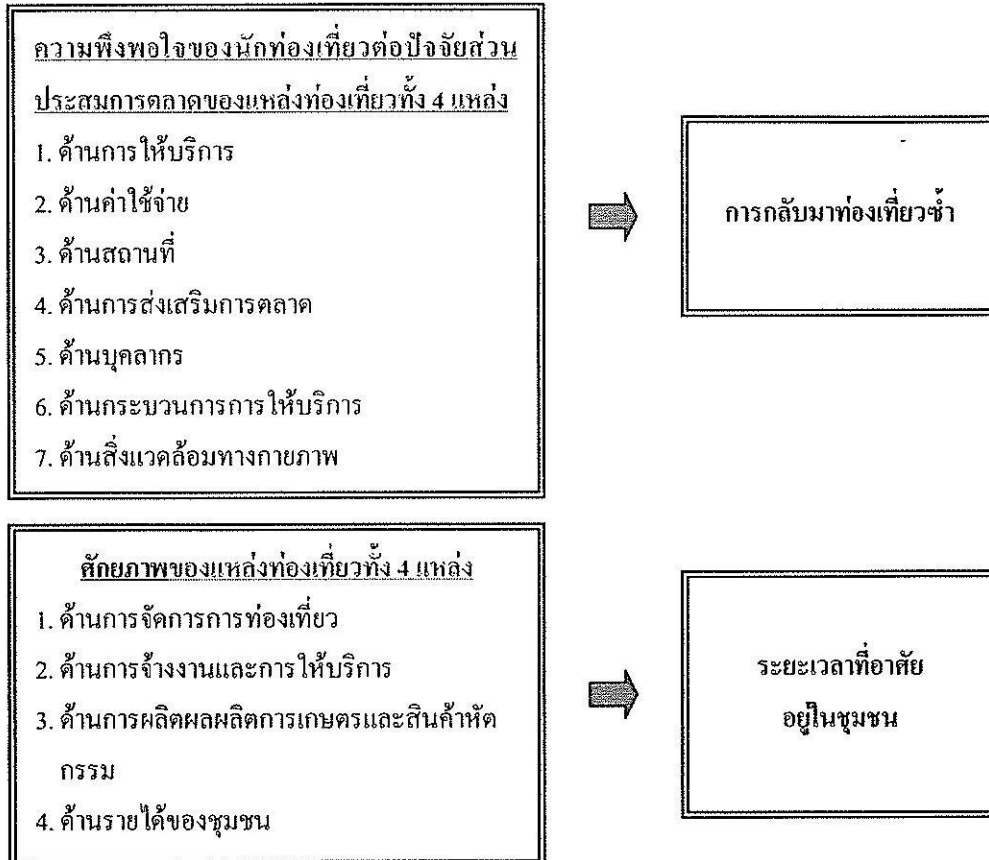 ความพึงพอใจของนักท่องเที่ยวต่อปัจจัยส่วน
ประสมการตลาดของแหล่งท่องเที่ยวทั้ง 4 แหล่ง
1. ด้านการให้บริการ
2. ด้านค่าใช้จ่าย
3. ด้านสถานที่
4. ด้านการส่งเสริมการตลาด
5. ด้านบุคลากร
6. ด้านกระบวนการการให้บริการ
7. ด้านสิ่งแวดล้อมทางกายภาพ
การกลับมาท่องเที่ยวซ้ำ
ศักยภาพของแหล่งท่องเที่ยวทั้ง 4 แหล่ง
1. ด้านการจัดการการท่องเที่ยว
2. ด้านการจ้างงานและการให้บริการ
3. ด้านการผลิตผลผลิตการเกษตรและสินค้าหัต
กรรม
4. ด้านรายได้ของชุมชน
ระยะเวลาที่อาศัย
อยู่ในชุมชน